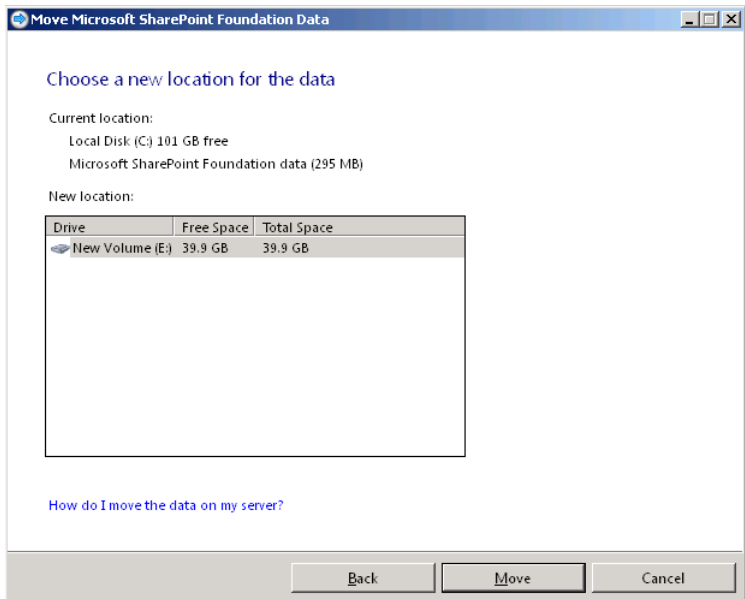 Move Microsoft SharePoint Foundation Data
Choose a new location for the data
Current location:
Local Disk (C:) 101 GB free
Microsoft SharePoint Foundation data (295 MB)
New location:
Drive Free Space Total Space
New Volume (E:) 39.9 GB 39.9 GB
How do I move the data on my server?
Back Move Cancel